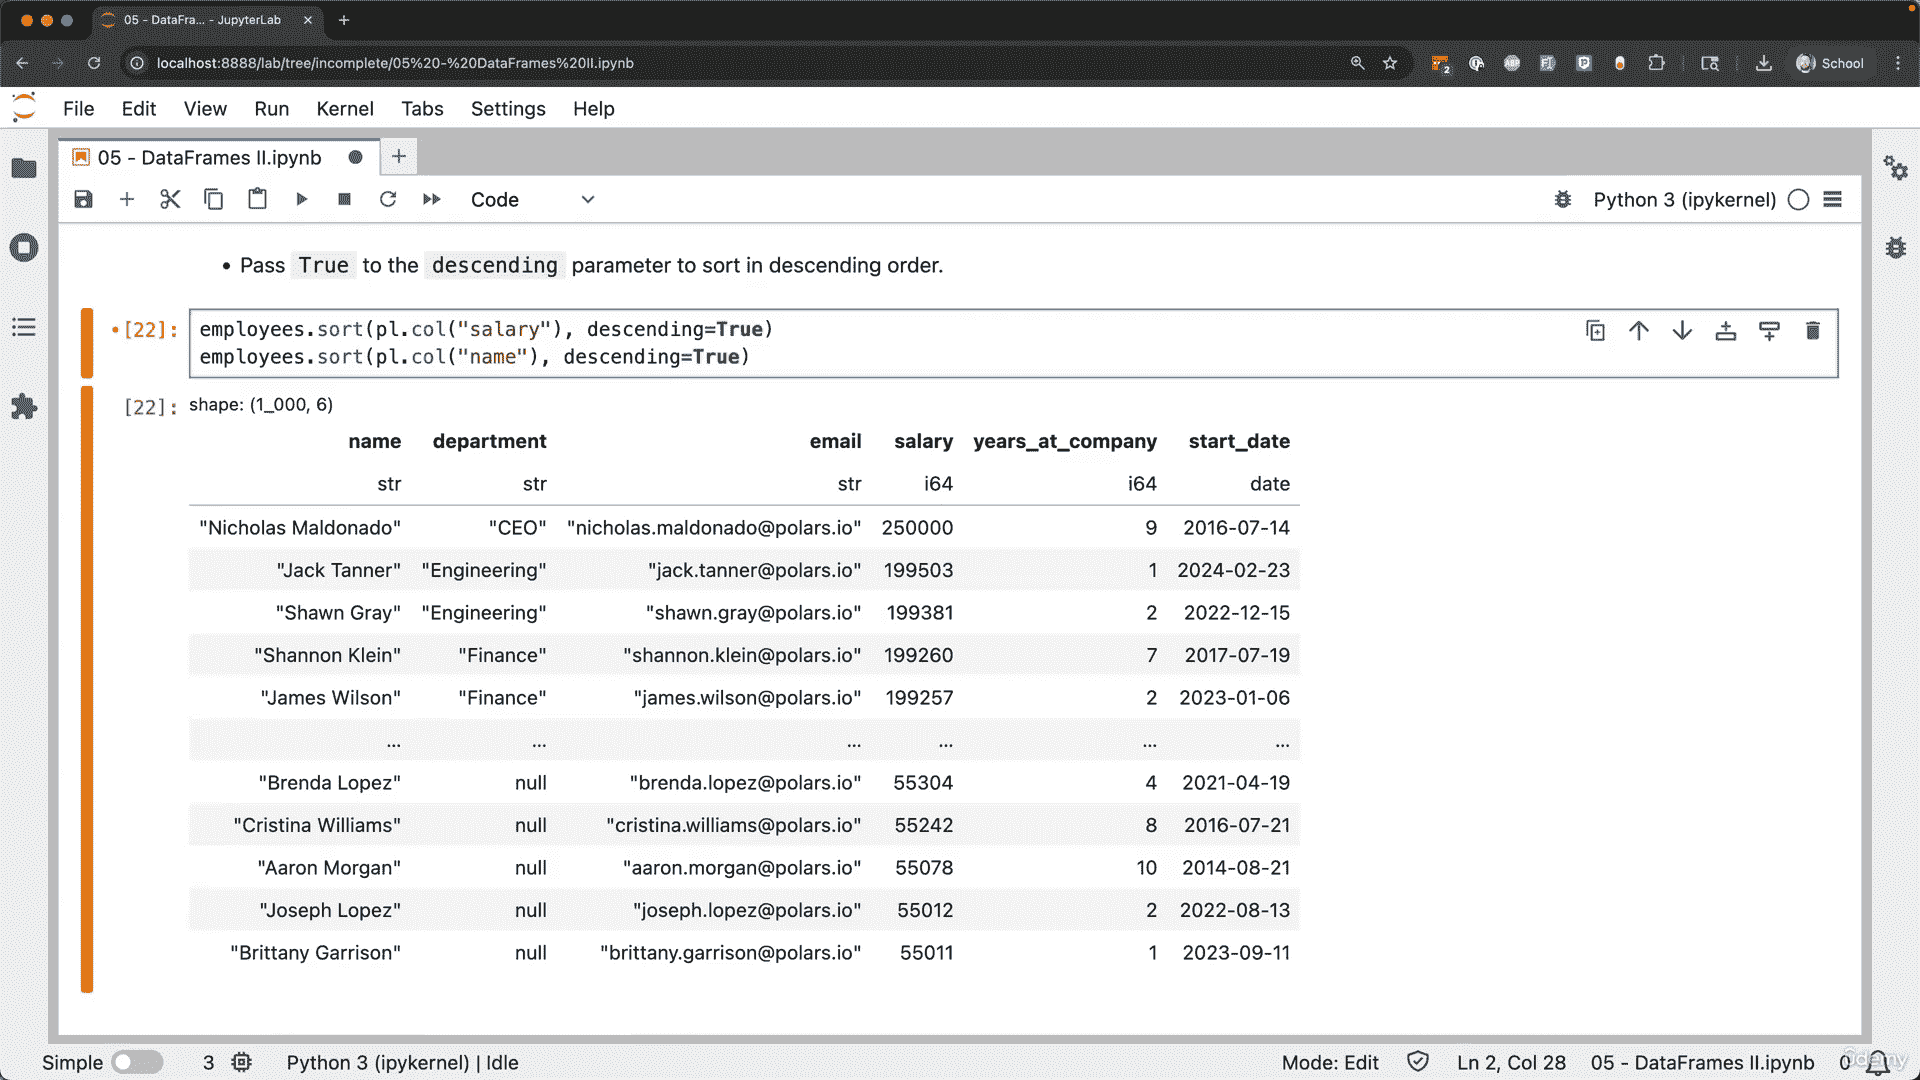 05 - DataFra... - JupyterLab
localhost:8888/lab/tree/incomplete/05%20-%20DataFrames%20II.ipynb
2
ABP
School
File Edit View Run Kernel Tabs Settings Help
05 - DataFrames II.ipynb
Code
Python 3 (ipykernel)
• Pass True to the descending parameter to sort in descending order.
[22]: employees.sort(pl.col("salary"), descending=True)
employees.sort(pl.col("name"), descending=True)
[22]: shape: (1_000, 6)
name department email salary years_at_company start_date
str str str i64 i64 date
"Nicholas Maldonado" "CEO" "nicholas.maldonado@polars.io" 250000 9 2016-07-14
"Jack Tanner" "Engineering" "jack.tanner@polars.io" 199503 1 2024-02-23
"Shawn Gray" "Engineering" "shawn.gray@polars.io" 199381 2 2022-12-15
"Shannon Klein" "Finance" "shannon.klein@polars.io" 199260 7 2017-07-19
"James Wilson" "Finance" "james.wilson@polars.io" 199257 2 2023-01-06
... ... ... ... ... ...
"Brenda Lopez" null "brenda.lopez@polars.io" 55304 4 2021-04-19
"Cristina Williams" null "cristina.williams@polars.io" 55242 8 2016-07-21
"Aaron Morgan" null "aaron.morgan@polars.io" 55078 10 2014-08-21
"Joseph Lopez" null "joseph.lopez@polars.io" 55012 2 2022-08-13
"Brittany Garrison" null "brittany.garrison@polars.io" 55011 1 2023-09-11
Simple 3 Python 3 (ipykernel) | Idle Mode: Edit Ln 2, Col 28 05 - DataFrames II.ipynb 0
udemy